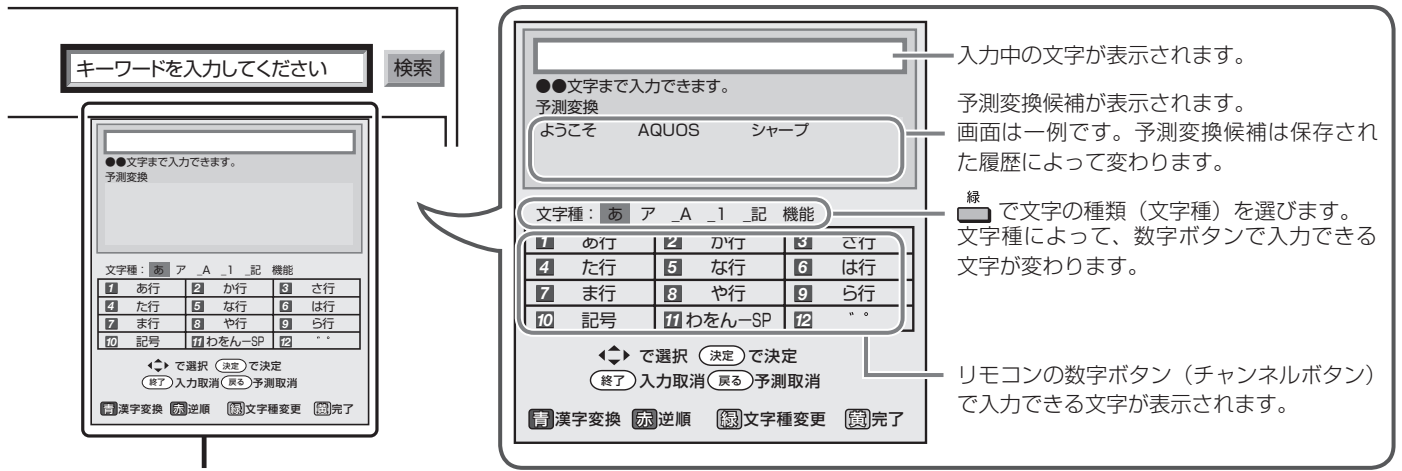 キーワードを入力してください 検索
●●文字まで入力できます。
予測変換
文字種： あ ア _A _1 _記 機能
1 あ行 2 か行 3 さ行
4 た行 5 な行 6 は行
7 ま行 8 や行 9 ら行
10 記号 11 わをんーSP 12 ゛゜
で選択 決定 で決定
終了 入力取消 戻る 予測取消
青 漢字変換 赤 逆順 緑 文字種変更 黄 完了
●●文字まで入力できます。
予測変換
ようこそ AQUOS シャープ
文字種： あ ア _A _1 _記 機能
1 あ行 2 か行 3 さ行
4 た行 5 な行 6 は行
7 ま行 8 や行 9 ら行
10 記号 11 わをんーSP 12 ゛゜
で選択 決定 で決定
終了 入力取消 戻る 予測取消
青 漢字変換 赤 逆順 緑 文字種変更 黄 完了
入力中の文字が表示されます。
予測変換候補が表示されます。
画面は一例です。予測変換候補は保存され
た履歴によって変わります。
緑
で文字の種類（文字種）を選びます。
文字種によって、数字ボタンで入力できる
文字が変わります。
リモコンの数字ボタン（チャンネルボタン）
で入力できる文字が表示されます。